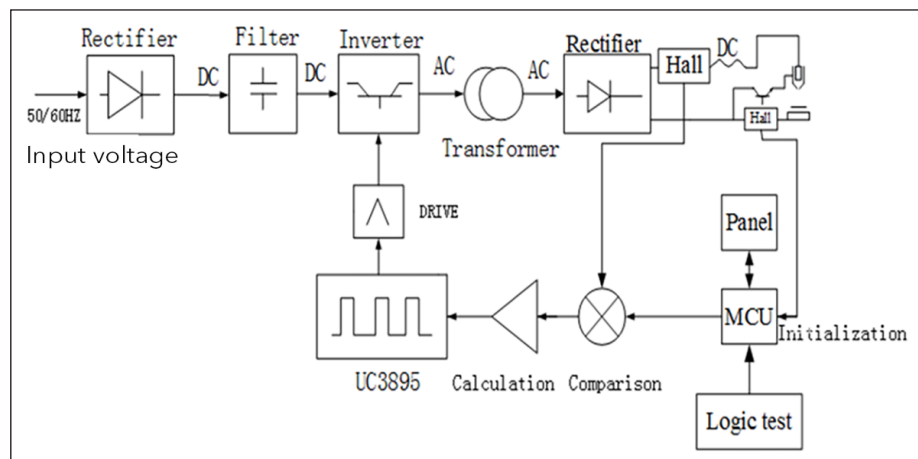 Rectifier
Filter
Inverter
Rectifier
Hall
DC
DC
DC
AC
AC
50/60HZ
Input voltage
Transformer
Hall
DRIVE
Panel
MCU
Initialization
UC3895
Calculation
Comparison
Logic test